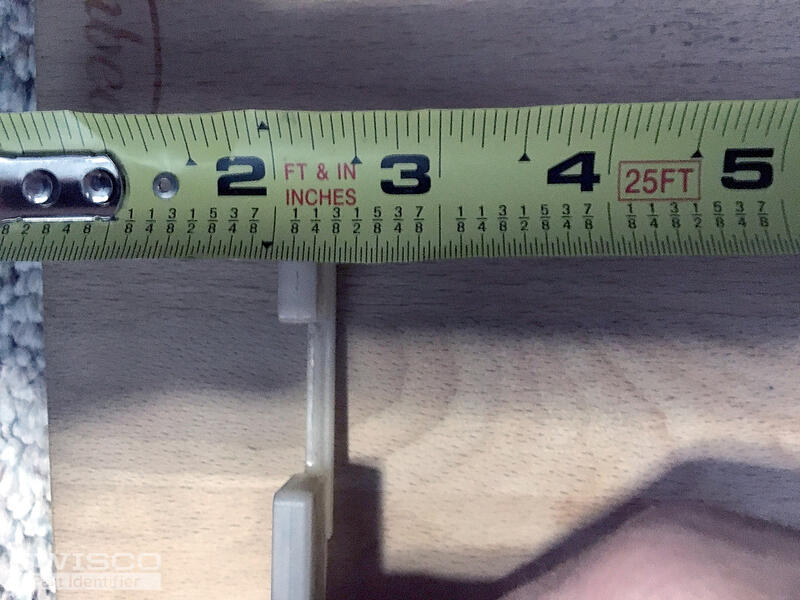 2 FT & IN 3 4 25FT 5
INCHES
1/8 1/4 3/8 1/2 5/8 3/4 7/8 1/8 1/4 3/8 1/2 5/8 3/4 7/8 1/8 1/4 3/8 1/2 5/8 3/4 7/8 1/8 1/4 3/8 1/2 5/8 3/4 7/8
SWISCO
Part Identifier